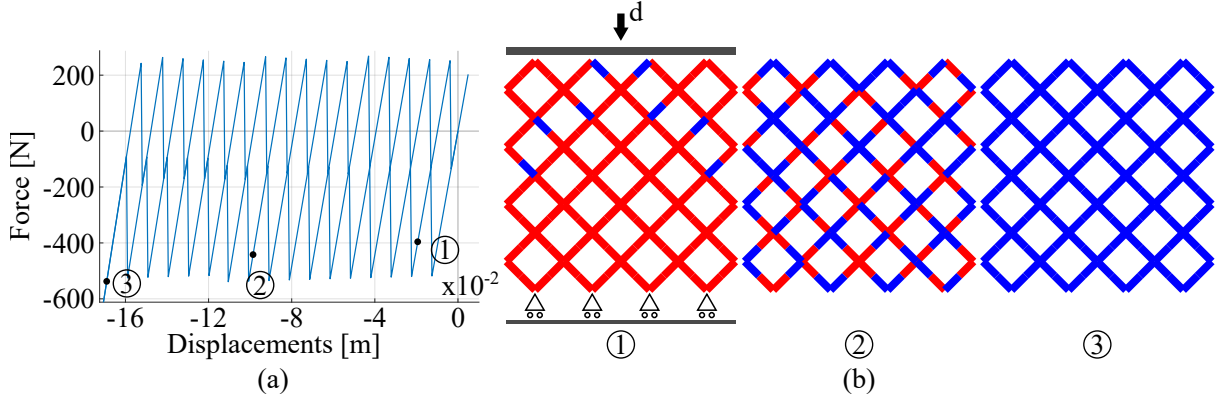 d
200
0
-200
-400
-600
Force [N]
①
②
③
x10⁻²
-16 -12 -8 -4 0
Displacements [m]
① ② ③
(a) (b)